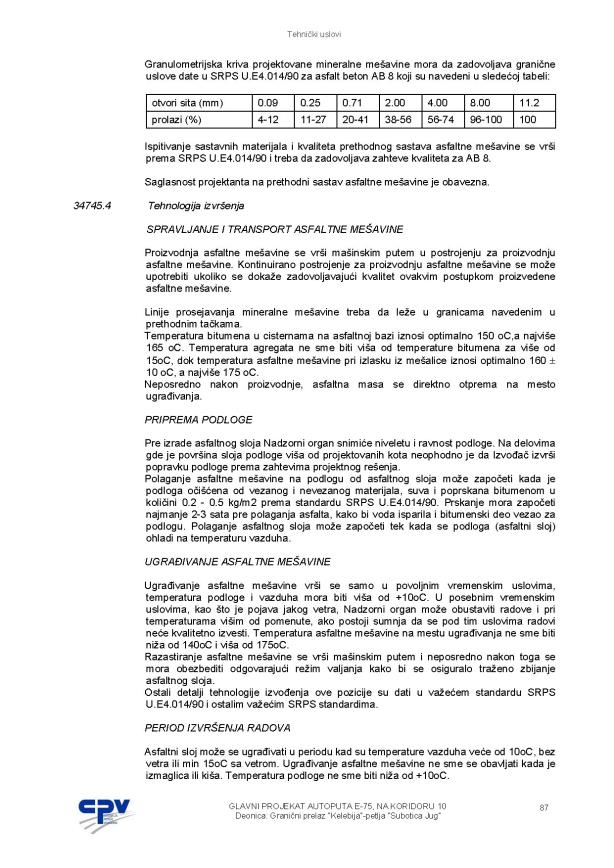 Tehnički uslovi
Granulometrijska kriva projektovane mineralne mešavine mora da zadovoljava granične
uslove date u SRPS U.E4.014/90 za asfalt beton AB 8 koji su navedeni u sledećoj tabeli:
otvori sita (mm) 0.09 0.25 0.71 2.00 4.00 8.00 11.2
prolazi (%) 4-12 11-27 20-41 38-56 56-74 96-100 100
Ispitivanje sastavnih materijala i kvaliteta prethodnog sastava asfaltne mešavine se vrši
prema SRPS U.E4.014/90 i treba da zadovoljava zahteve kvaliteta za AB 8.
Saglasnost projektanta na prethodni sastav asfaltne mešavine je obavezna.
34745.4 Tehnologija izvršenja
SPRAVLJANJE I TRANSPORT ASFALTNE MEŠAVINE
Proizvodnja asfaltne mešavine se vrši mašinskim putem u postrojenju za proizvodnju
asfaltne mešavine. Kontinuirano postrojenje za proizvodnju asfaltne mešavine se može
upotrebiti ukoliko se dokaže zadovoljavajući kvalitet ovakvim postupkom proizvedene
asfaltne mešavine.
Linije prosejavanja mineralne mešavine treba da leže u granicama navedenim u
prethodnim tačkama.
Temperatura bitumena u cisternama na asfaltnoj bazi iznosi optimalno 150 oC,a najviše
165 oC. Temperatura agregata ne sme biti viša od temperature bitumena za više od
15oC, dok temperatura asfaltne mešavine pri izlasku iz mešalice iznosi optimalno 160 ±
10 oC, a najviše 175 oC.
Neposredno nakon proizvodnje, asfaltna masa se direktno otprema na mesto
ugrađivanja.
PRIPREMA PODLOGE
Pre izrade asfaltnog sloja Nadzorni organ snimiće niveletu i ravnost podloge. Na delovima
gde je površina sloja podloge viša od projektovanih kota neophodno je da Izvođač izvrši
popravku podloge prema zahtevima projektnog rešenja.
Polaganje asfaltne mešavine na podlogu od asfaltnog sloja može započeti kada je
podloga očišćena od vezanog i nevezanog materijala, suva i poprskana bitumenom u
količini 0.2 - 0.5 kg/m2 prema standardu SRPS U.E4.014/90. Prskanje mora započeti
najmanje 2-3 sata pre polaganja asfalta, kako bi voda isparila i bitumenski deo vezao za
podlogu. Polaganje asfaltnog sloja može započeti tek kada se podloga (asfaltni sloj)
ohladi na temperaturu vazduha.
UGRAĐIVANJE ASFALTNE MEŠAVINE
Ugrađivanje asfaltne mešavine vrši se samo u povoljnim vremenskim uslovima,
temperatura podloge i vazduha mora biti viša od +10oC. U posebnim vremenskim
uslovima, kao što je pojava jakog vetra, Nadzorni organ može obustaviti radove i pri
temperaturama višim od pomenute, ako postoji sumnja da se pod tim uslovima radovi
neće kvalitetno izvesti. Temperatura asfaltne mešavine na mestu ugrađivanja ne sme biti
niža od 140oC i viša od 175oC.
Razastiranje asfaltne mešavine se vrši mašinskim putem i neposredno nakon toga se
mora obezbediti odgovarajući režim valjanja kako bi se osiguralo traženo zbijanje
asfaltnog sloja.
Ostali detalji tehnologije izvođenja ove pozicije su dati u važećem standardu SRPS
U.E4.014/90 i ostalim važećim SRPS standardima.
PERIOD IZVRŠENJA RADOVA
Asfaltni sloj može se ugrađivati u periodu kad su temperature vazduha veće od 10oC, bez
vetra ili min 15oC sa vetrom. Ugrađivanje asfaltne mešavine ne sme se obavljati kada je
izmaglica ili kiša. Temperatura podloge ne sme biti niža od +10oC.
CPV
GLAVNI PROJEKAT AUTOPUTA E-75, NA KORIDORU 10 87
Deonica: Granični prelaz "Kelebija"-petlja "Subotica Jug"